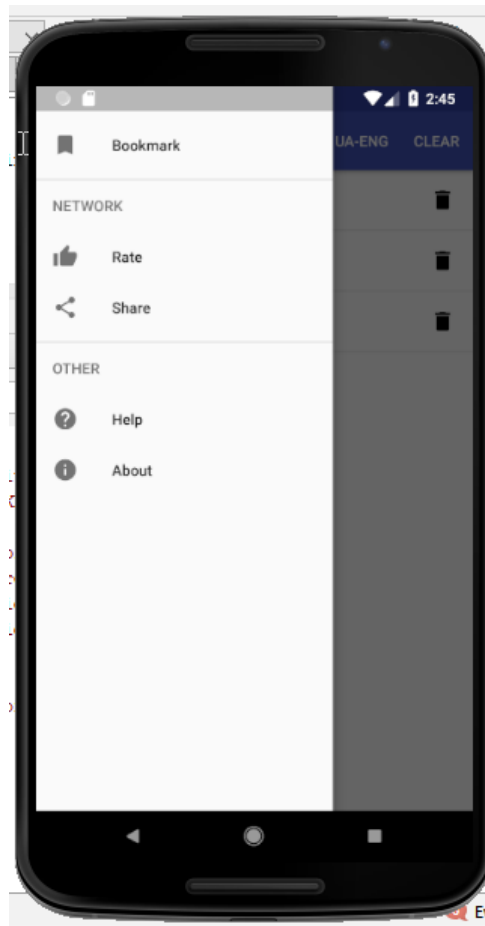 2:45
Bookmark
UA-ENG CLEAR
NETWORK
Rate
Share
OTHER
Help
About